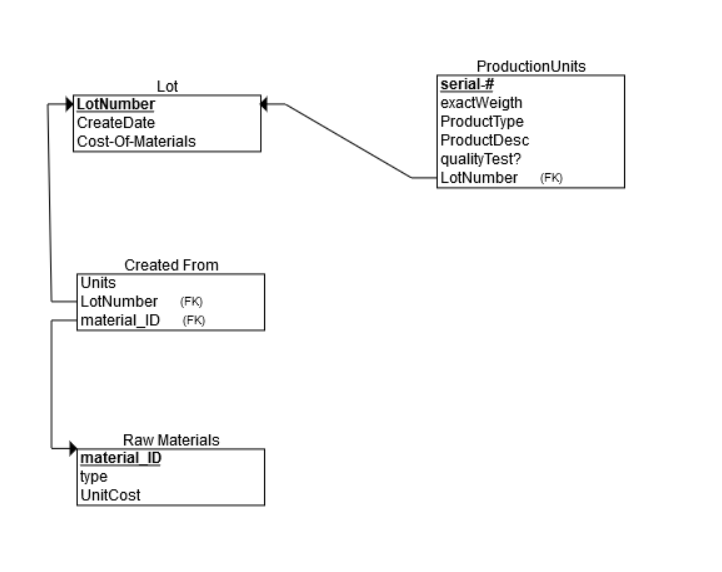 Lot
LotNumber
CreateDate
Cost-Of-Materials
ProductionUnits
serial-#
exactWeigth
ProductType
ProductDesc
qualityTest?
LotNumber (FK)
Created From
Units
LotNumber (FK)
material_ID (FK)
Raw Materials
material_ID
type
UnitCost